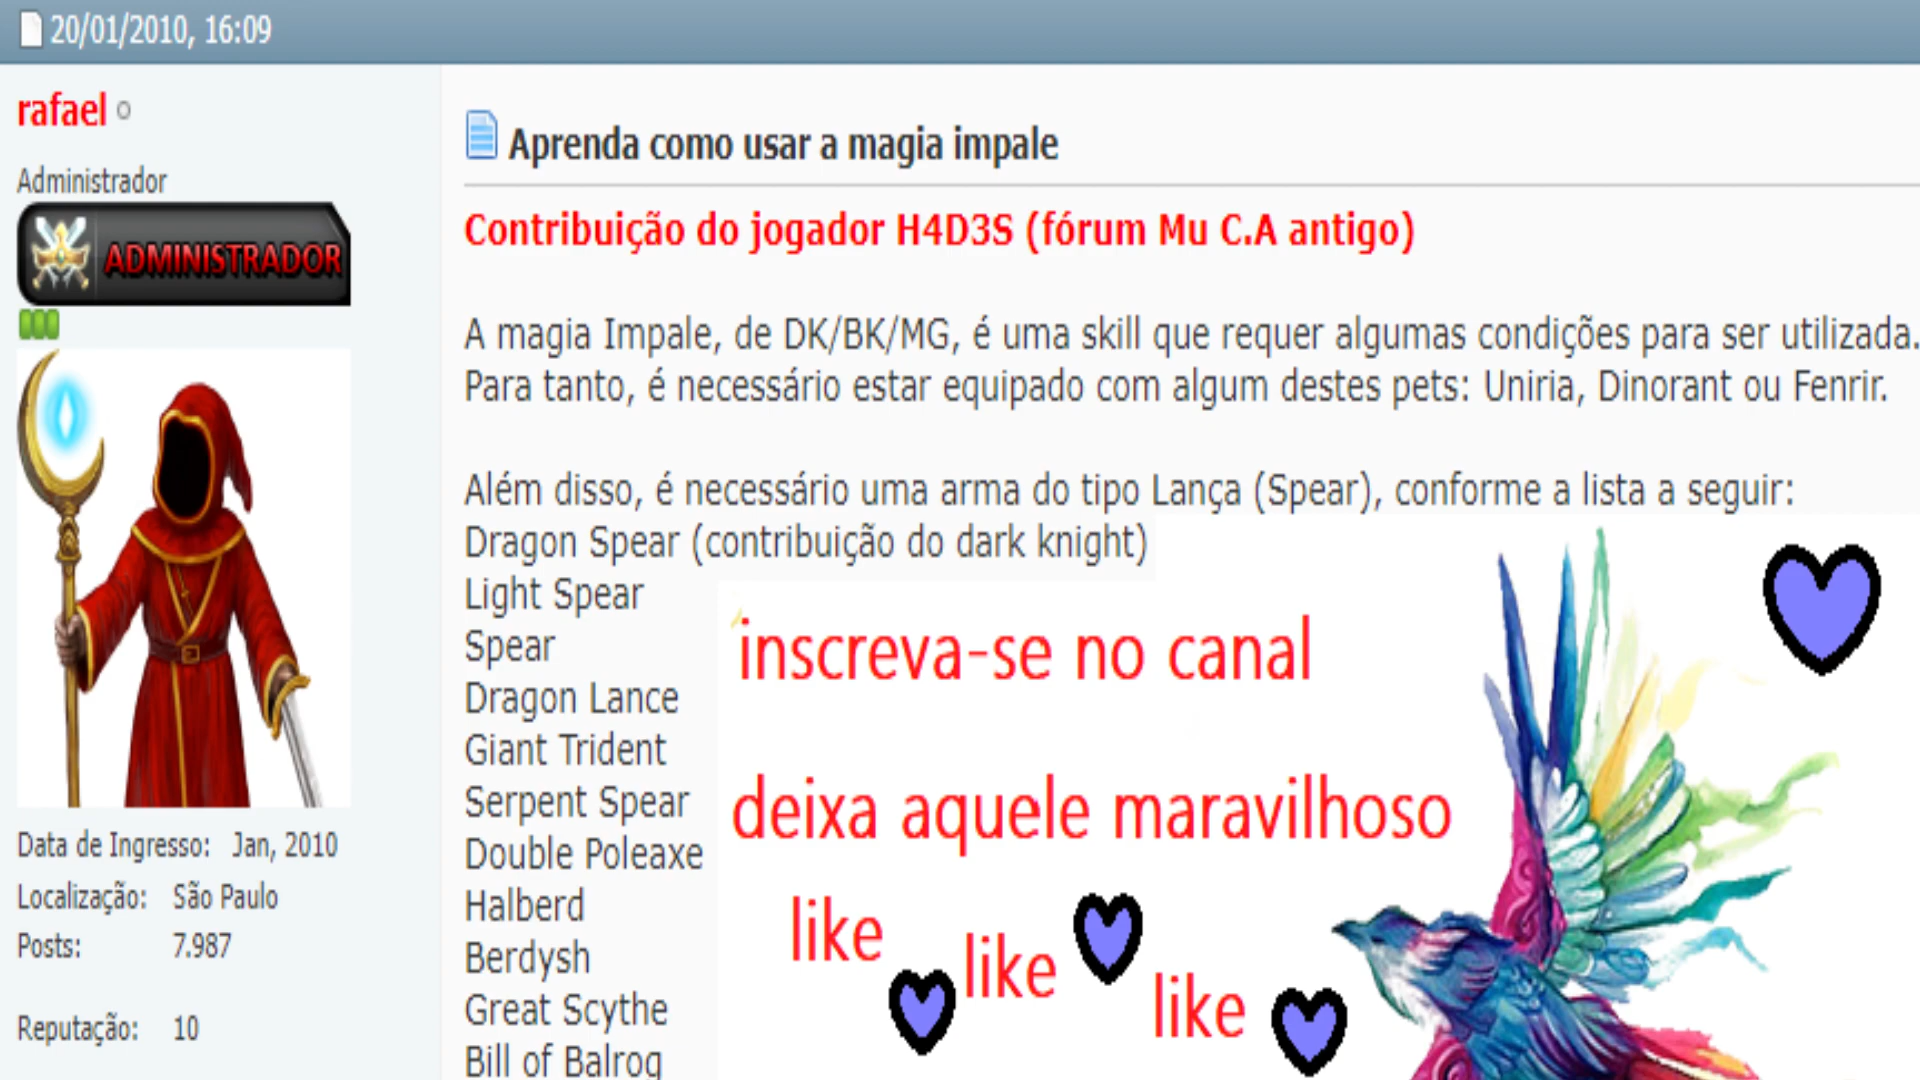 20/01/2010, 16:09
rafael
Administrador
ADMINISTRADOR
Data de Ingresso: Jan, 2010
Localização: São Paulo
Posts: 7.987
Reputação: 10
Aprenda como usar a magia impale
Contribuição do jogador H4D3S (fórum Mu C.A antigo)
A magia Impale, de DK/BK/MG, é uma skill que requer algumas condições para ser utilizada.
Para tanto, é necessário estar equipado com algum destes pets: Uniria, Dinorant ou Fenrir.
Além disso, é necessário uma arma do tipo Lança (Spear), conforme a lista a seguir:
Dragon Spear (contribuição do dark knight)
Light Spear
Spear
Dragon Lance
Giant Trident
Serpent Spear
Double Poleaxe
Halberd
Berdysh
Great Scythe
Bill of Balrog
inscreva-se no canal
deixa aquele maravilhoso
like
like
like